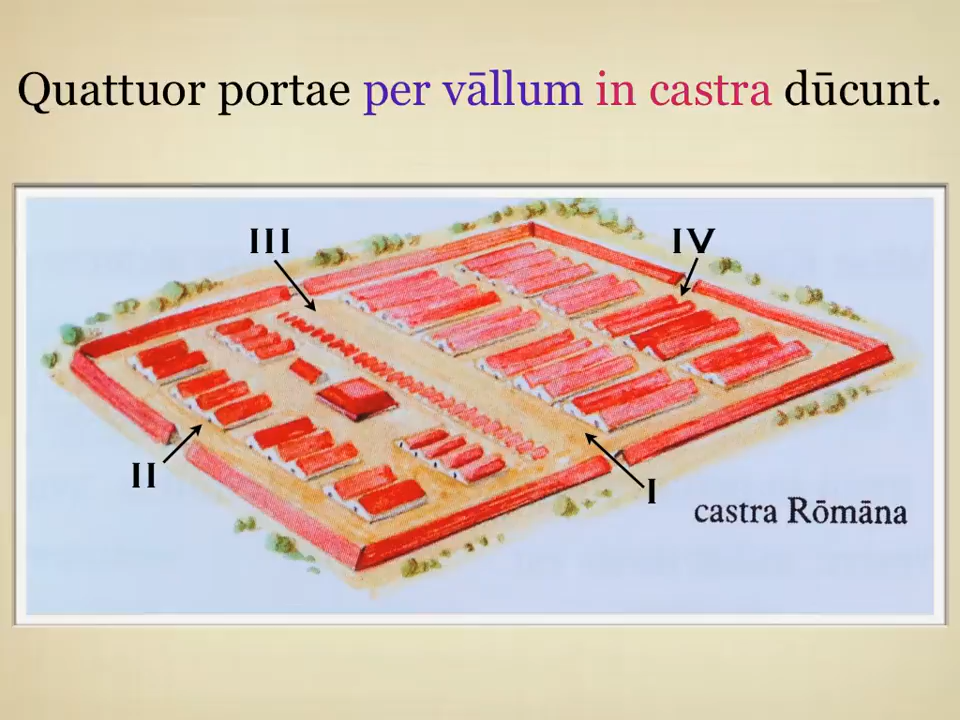 Quattuor portae per vāllum in castra dūcunt.
III
IV
II
I
castra Rōmāna